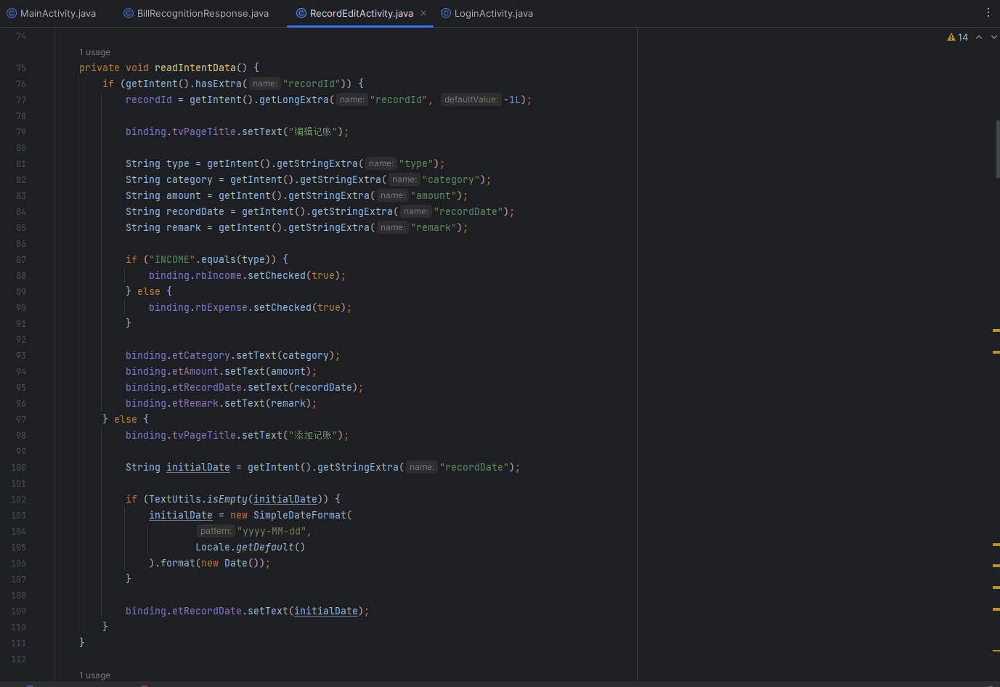 MainActivity.java BillRecognitionResponse.java RecordEditActivity.java LoginActivity.java
74
14
1 usage
75 private void readIntentData() {
76 if (getIntent().hasExtra( name: "recordId")) {
77 recordId = getIntent().getLongExtra( name: "recordId", defaultValue: -1L);
78
79 binding.tvPageTitle.setText("编辑记账");
80
81 String type = getIntent().getStringExtra( name: "type");
82 String category = getIntent().getStringExtra( name: "category");
83 String amount = getIntent().getStringExtra( name: "amount");
84 String recordDate = getIntent().getStringExtra( name: "recordDate");
85 String remark = getIntent().getStringExtra( name: "remark");
86
87 if ("INCOME".equals(type)) {
88 binding.rbIncome.setChecked(true);
89 } else {
90 binding.rbExpense.setChecked(true);
91 }
92
93 binding.etCategory.setText(category);
94 binding.etAmount.setText(amount);
95 binding.etRecordDate.setText(recordDate);
96 binding.etRemark.setText(remark);
97 } else {
98 binding.tvPageTitle.setText("添加记账");
99
100 String initialDate = getIntent().getStringExtra( name: "recordDate");
101
102 if (TextUtils.isEmpty(initialDate)) {
103 initialDate = new SimpleDateFormat(
104 pattern: "yyyy-MM-dd",
105 Locale.getDefault()
106 ).format(new Date());
107 }
108
109 binding.etRecordDate.setText(initialDate);
110 }
111 }
112
1 usage